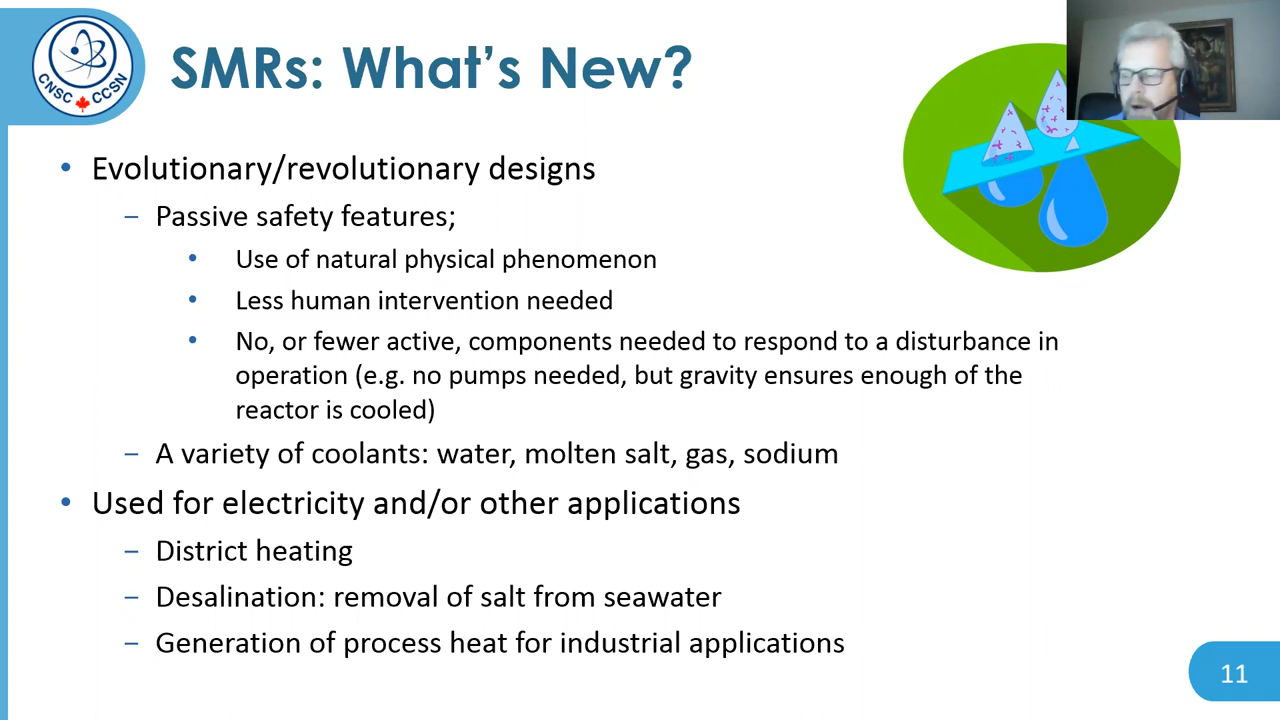 CNSC CCSN
SMRs: What's New?
• Evolutionary/revolutionary designs
– Passive safety features;
• Use of natural physical phenomenon
• Less human intervention needed
• No, or fewer active, components needed to respond to a disturbance in
operation (e.g. no pumps needed, but gravity ensures enough of the
reactor is cooled)
– A variety of coolants: water, molten salt, gas, sodium
• Used for electricity and/or other applications
– District heating
– Desalination: removal of salt from seawater
– Generation of process heat for industrial applications
11